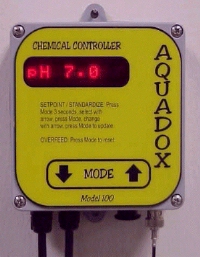 CHEMICAL CONTROLLER
pH 7.0
AQUADOX
SETPOINT / STANDARDIZE: Press
Mode 3 seconds, select with
arrow, press Mode, change
with arrow, press Mode to update.
OVERFEED: Press Mode to reset
MODE
Model 100